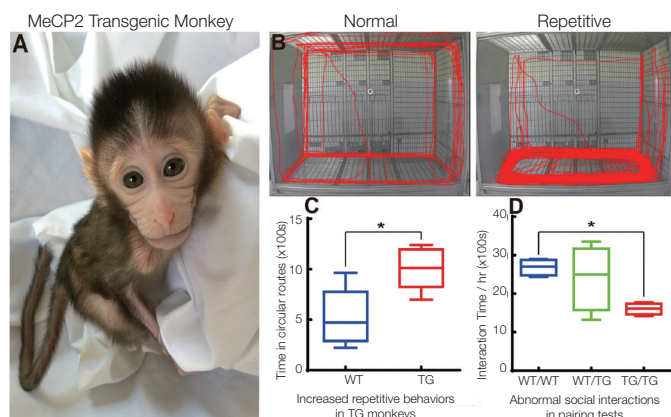 MeCP2 Transgenic Monkey
Normal
Repetitive
A
B
C
Time in circular routes (x100s)
15
10
5
0
*
WT
TG
Increased repetitive behaviors
in TG monkeys
D
Interaction Time / hr (x100s)
40
30
20
10
0
*
WT/WT
WT/TG
TG/TG
Abnormal social interactions
in pairing tests